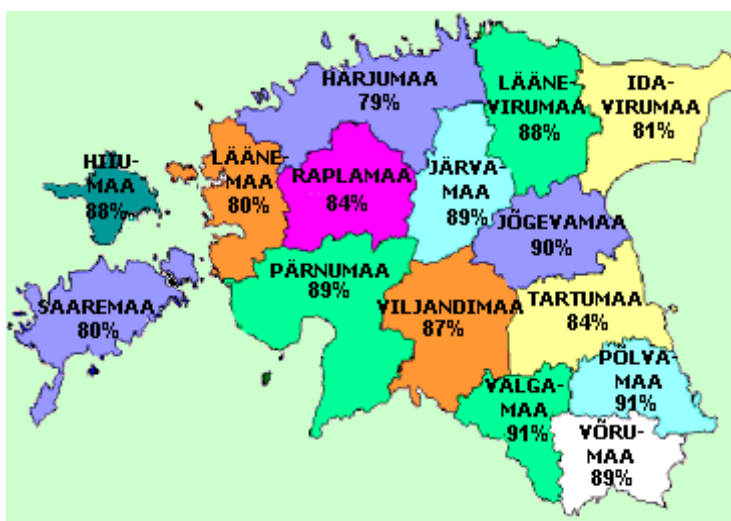 HARJUMAA
79%
LÄÄNE-
VIRUMAA
88%
IDA-
VIRUMAA
81%
HIIU-
MAA
88%
LÄÄNE-
MAA
80%
RAPLAMAA
84%
JÄRVA-
MAA
89%
JÕGEVAMAA
90%
SAAREMAA
80%
PÄRNUMAA
89%
VILJANDIMAA
87%
TARTUMAA
84%
VALGA-
MAA
91%
PÕLVA-
MAA
91%
VÕRU-
MAA
89%